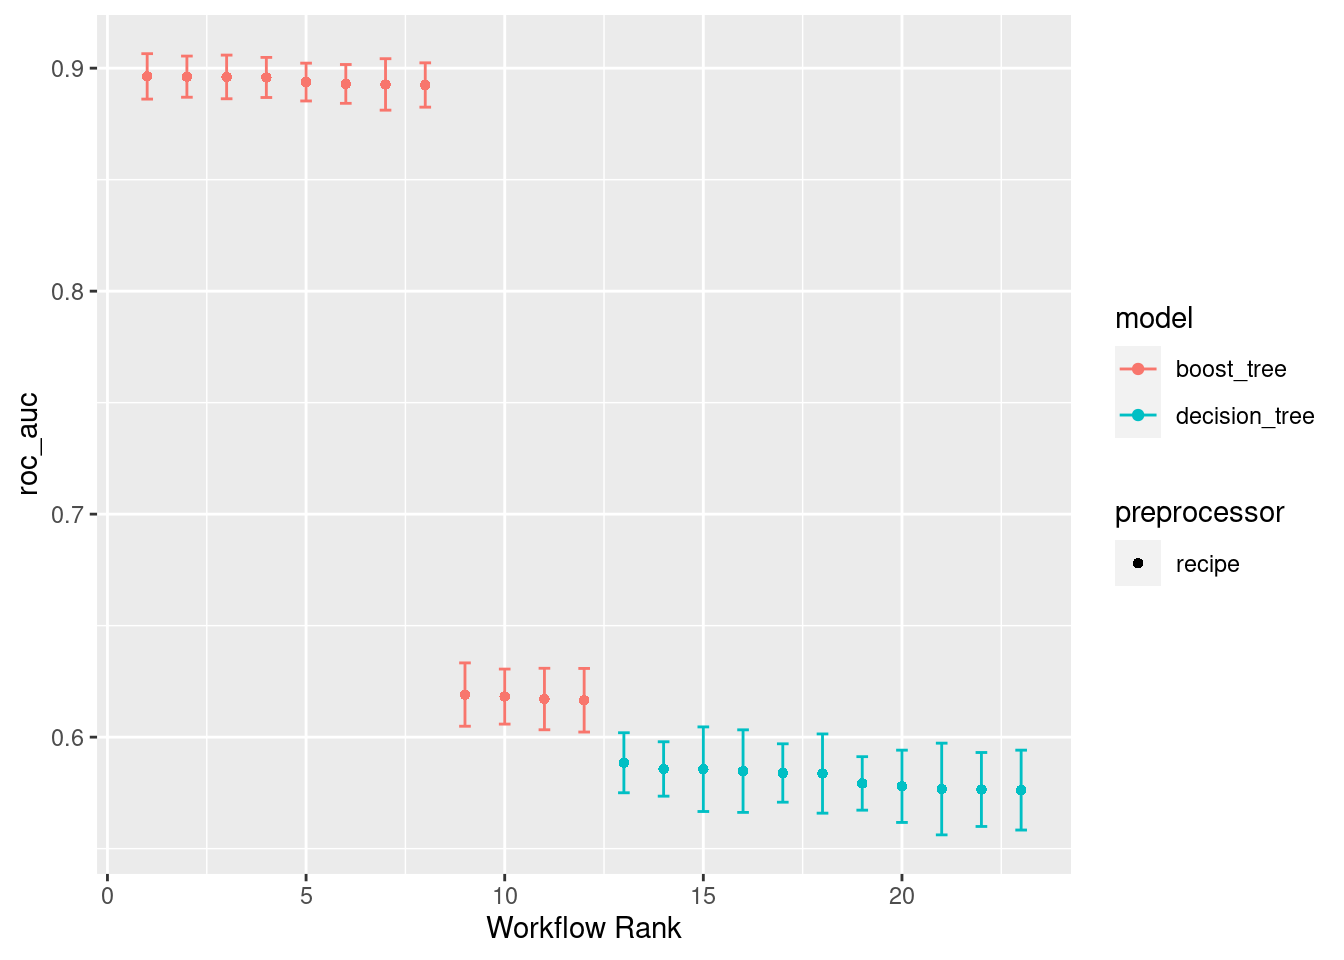 roc_auc
0.9
0.8
0.7
0.6
0
5
10
15
20
Workflow Rank
model
boost_tree
decision_tree
preprocessor
recipe